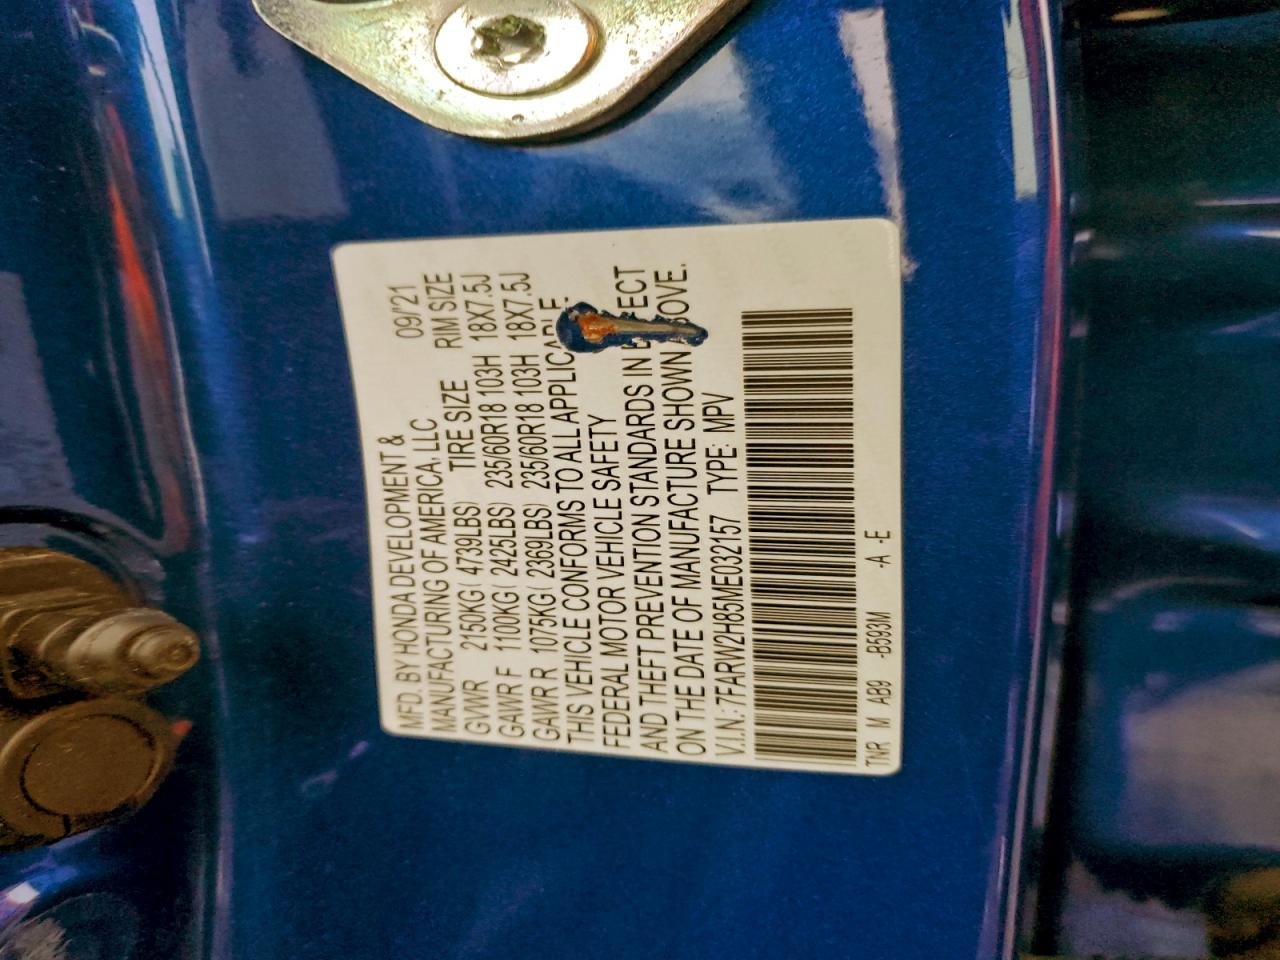 MFD. BY HONDA DEVELOPMENT &
MANUFACTURING OF AMERICA, LLC 09/'21
TIRE SIZE RIM SIZE
GVWR 2150KG( 4739LBS)
GAWR F 1100KG( 2425LBS) 235/60R18 103H 18X7.5J
GAWR R 1075KG( 2369LBS) 235/60R18 103H 18X7.5J
THIS VEHICLE CONFORMS TO ALL APPLICABLE
FEDERAL MOTOR VEHICLE SAFETY
AND THEFT PREVENTION STANDARDS IN
ON THE DATE OF MANUFACTURE SHOWN
V.I.N.: 7FARW2H85ME032157 TYPE: MPV
TNR M AB9 -B593M -A E